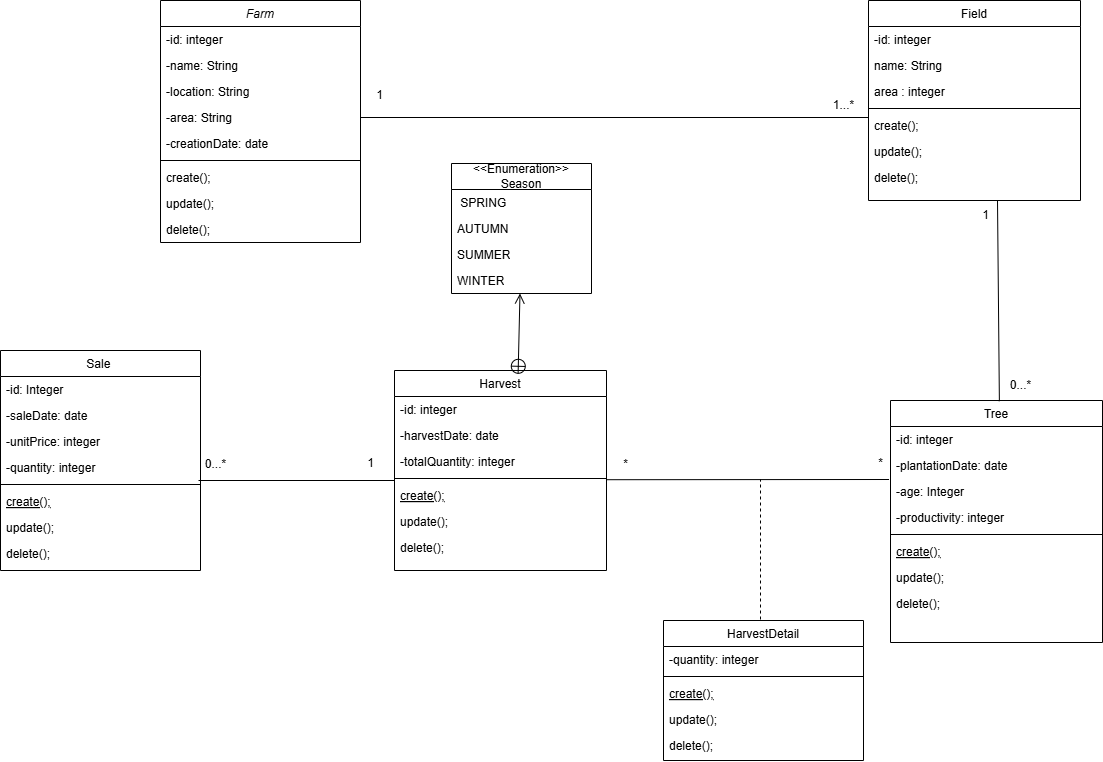 Farm
-id: integer
-name: String
-location: String
-area: String
-creationDate: date
create();
update();
delete();
1
1...*
Field
-id: integer
name: String
area : integer
create();
update();
delete();
1
0...*
<<Enumeration>>
Season
SPRING
AUTUMN
SUMMER
WINTER
Sale
-id: Integer
-saleDate: date
-unitPrice: integer
-quantity: integer
create();
update();
delete();
0...*
1
Harvest
-id: integer
-harvestDate: date
-totalQuantity: integer
create();
update();
delete();
*
*
Tree
-id: integer
-plantationDate: date
-age: Integer
-productivity: integer
create();
update();
delete();
HarvestDetail
-quantity: integer
create();
update();
delete();